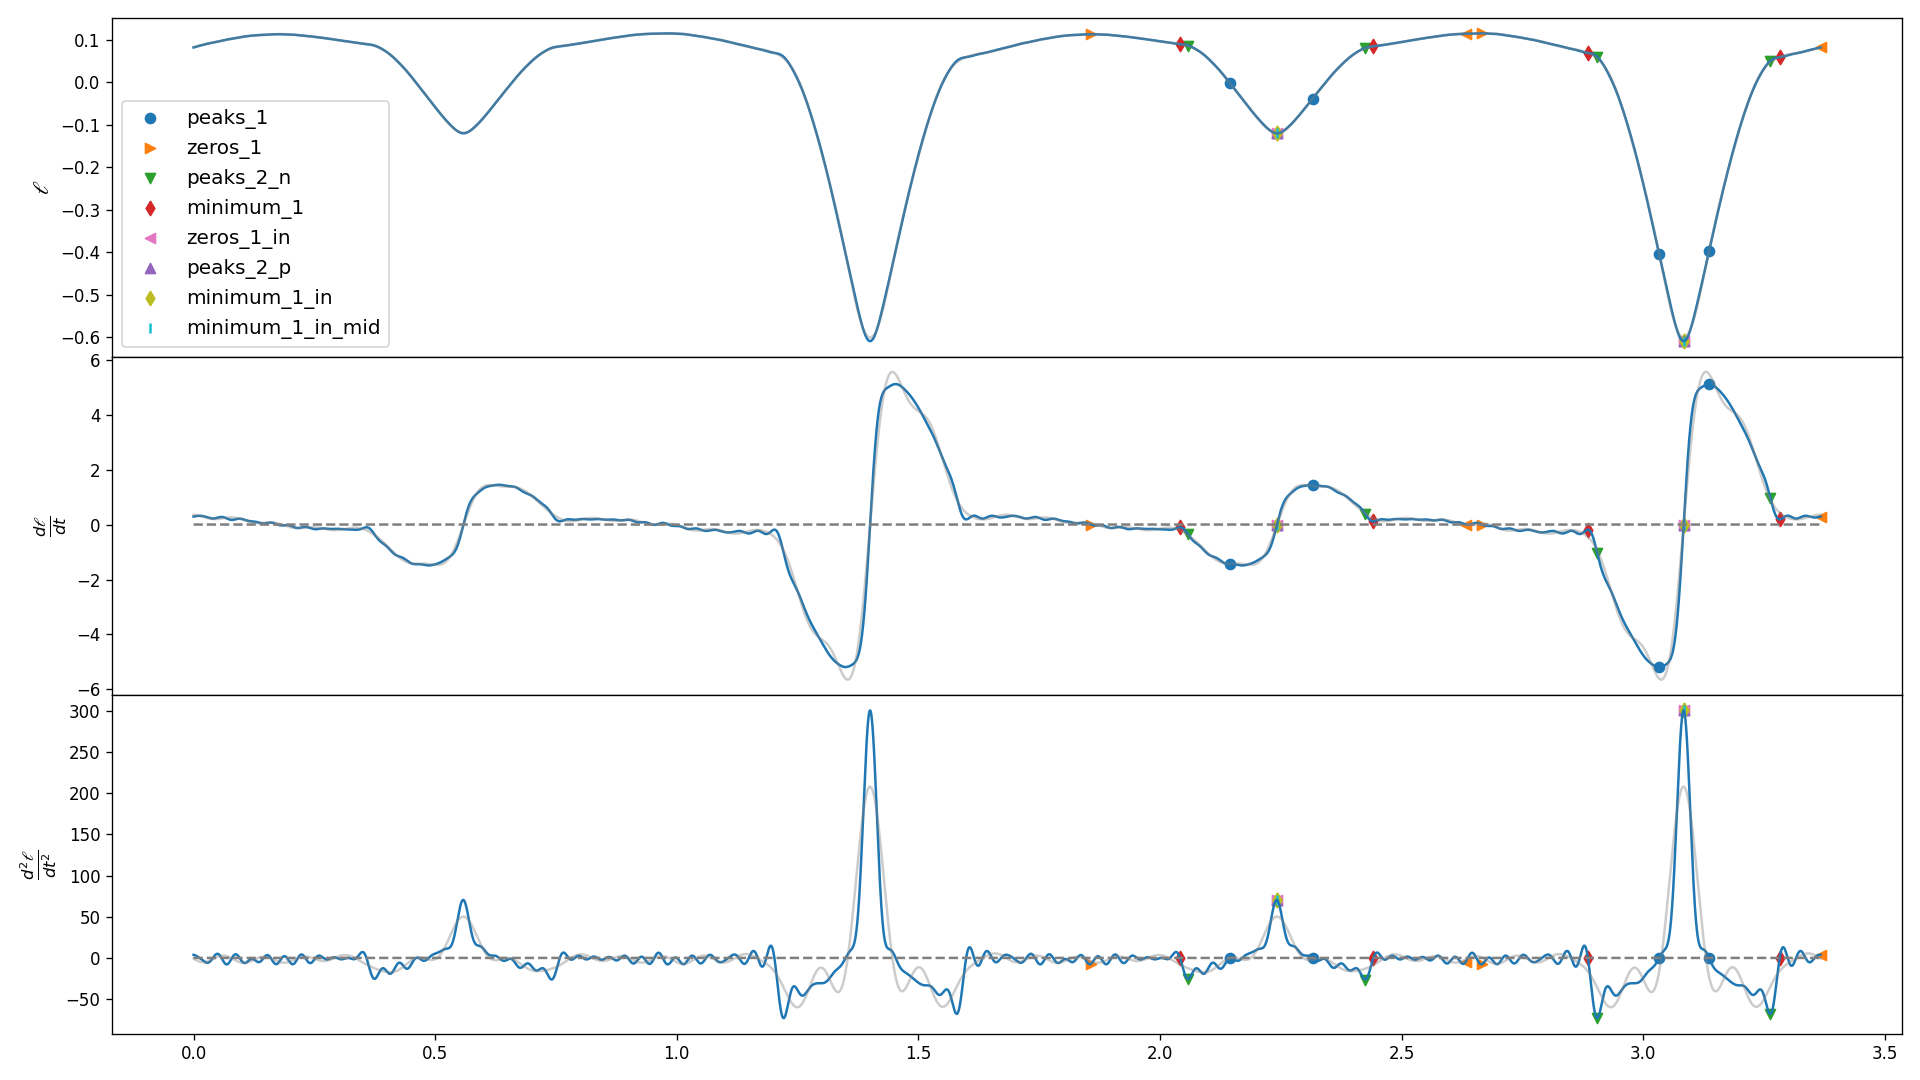 0.1
0.0
−0.1
−0.2
−0.3
−0.4
−0.5
−0.6
ℓ
peaks_1
zeros_1
peaks_2_n
minimum_1
zeros_1_in
peaks_2_p
minimum_1_in
minimum_1_in_mid
6
4
2
0
−2
−4
−6
dℓ
dt
300
250
200
150
100
50
0
−50
d²ℓ
dt²
0.0 0.5 1.0 1.5 2.0 2.5 3.0 3.5